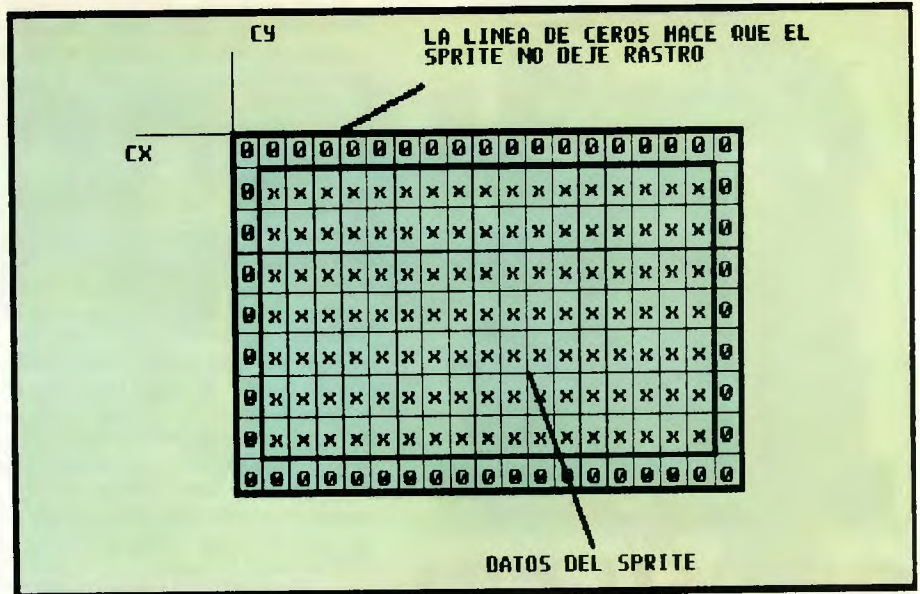 CY
LA LINEA DE CEROS HACE QUE EL
SPRITE NO DEJE RASTRO
CX
0 0 0 0 0 0 0 0 0 0 0 0 0 0 0 0 0 0 0
0 x x x x x x x x x x x x x x x x x 0
0 x x x x x x x x x x x x x x x x x 0
0 x x x x x x x x x x x x x x x x x 0
0 x x x x x x x x x x x x x x x x x 0
0 x x x x x x x x x x x x x x x x x 0
0 x x x x x x x x x x x x x x x x x 0
0 x x x x x x x x x x x x x x x x x 0
0 0 0 0 0 0 0 0 0 0 0 0 0 0 0 0 0 0 0
DATOS DEL SPRITE